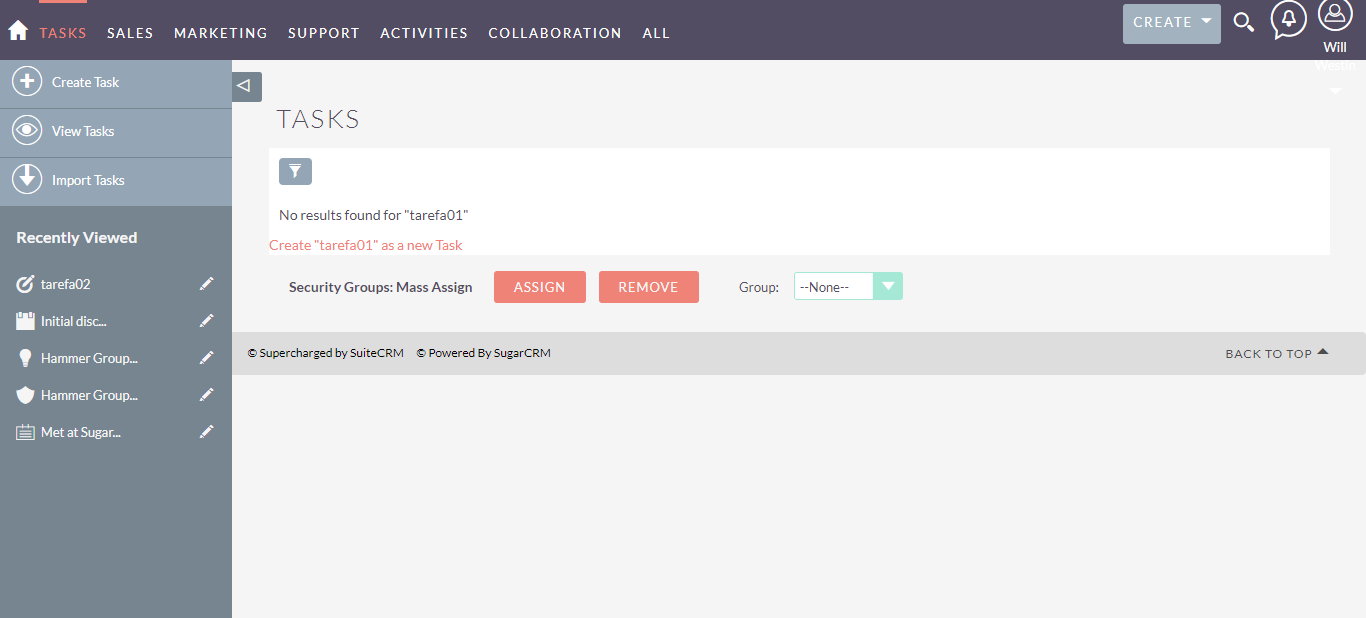 TASKS SALES MARKETING SUPPORT ACTIVITIES COLLABORATION ALL CREATE
Will
Create Task
View Tasks
Import Tasks
Recently Viewed
tarefa02
Initial disc...
Hammer Group...
Hammer Group...
Met at Sugar...
TASKS
No results found for "tarefa01"
Create "tarefa01" as a new Task
Security Groups: Mass Assign ASSIGN REMOVE Group: --None--
© Supercharged by SuiteCRM © Powered By SugarCRM BACK TO TOP